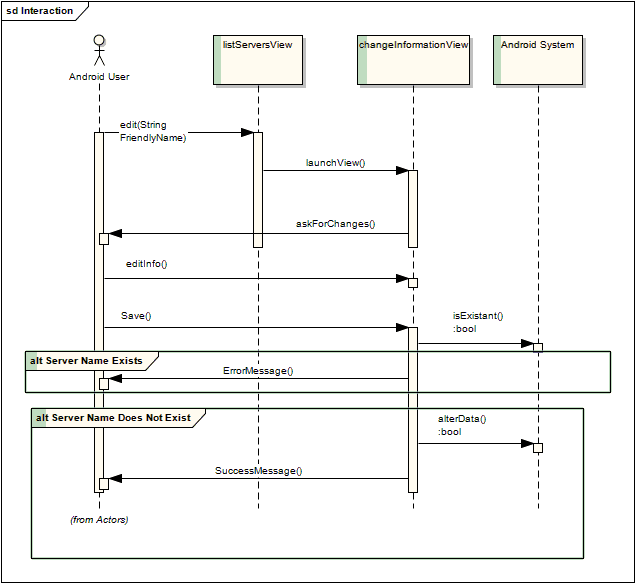 sd Interaction
Android User
listServersView
changeInformationView
Android System
edit(String
FriendlyName)
launchView()
askForChanges()
editInfo()
Save()
isExistant()
:bool
alt Server Name Exists
ErrorMessage()
alt Server Name Does Not Exist
alterData()
:bool
SuccessMessage()
(from Actors)